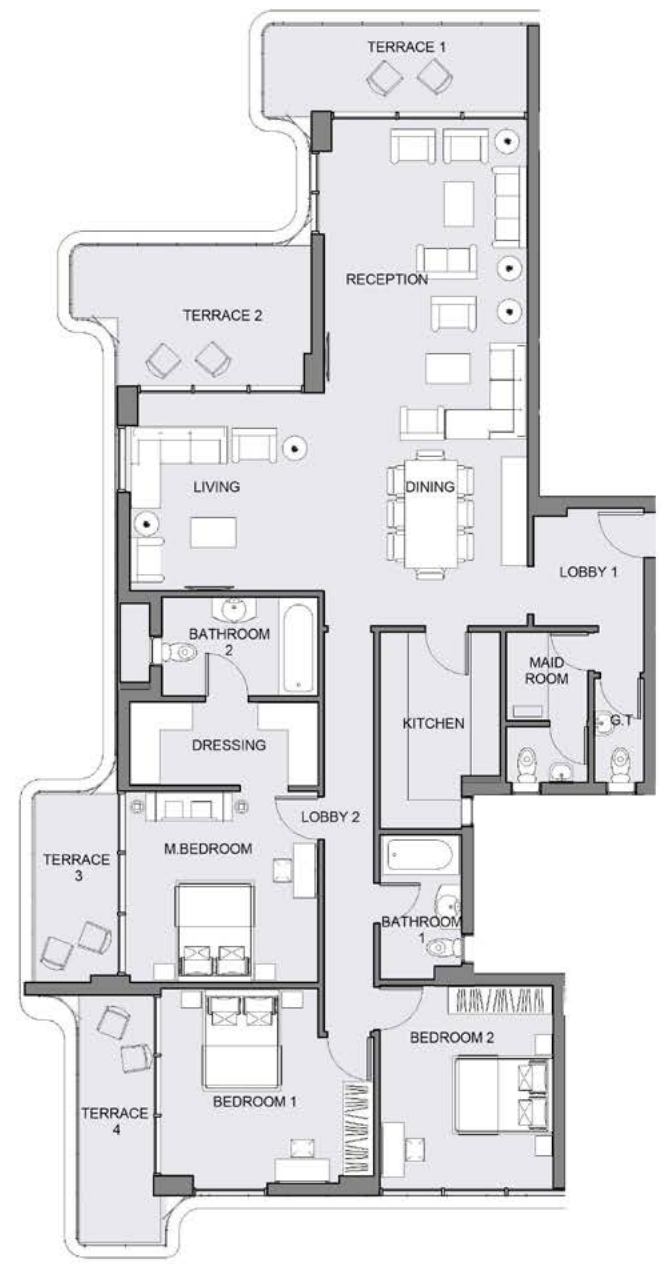 TERRACE 1
RECEPTION
TERRACE 2
LIVING
DINING
LOBBY 1
BATHROOM
2
MAID
ROOM
G.T
KITCHEN
DRESSING
LOBBY 2
M.BEDROOM
TERRACE
3
BATHROOM
1
BEDROOM 2
BEDROOM 1
TERRACE
4